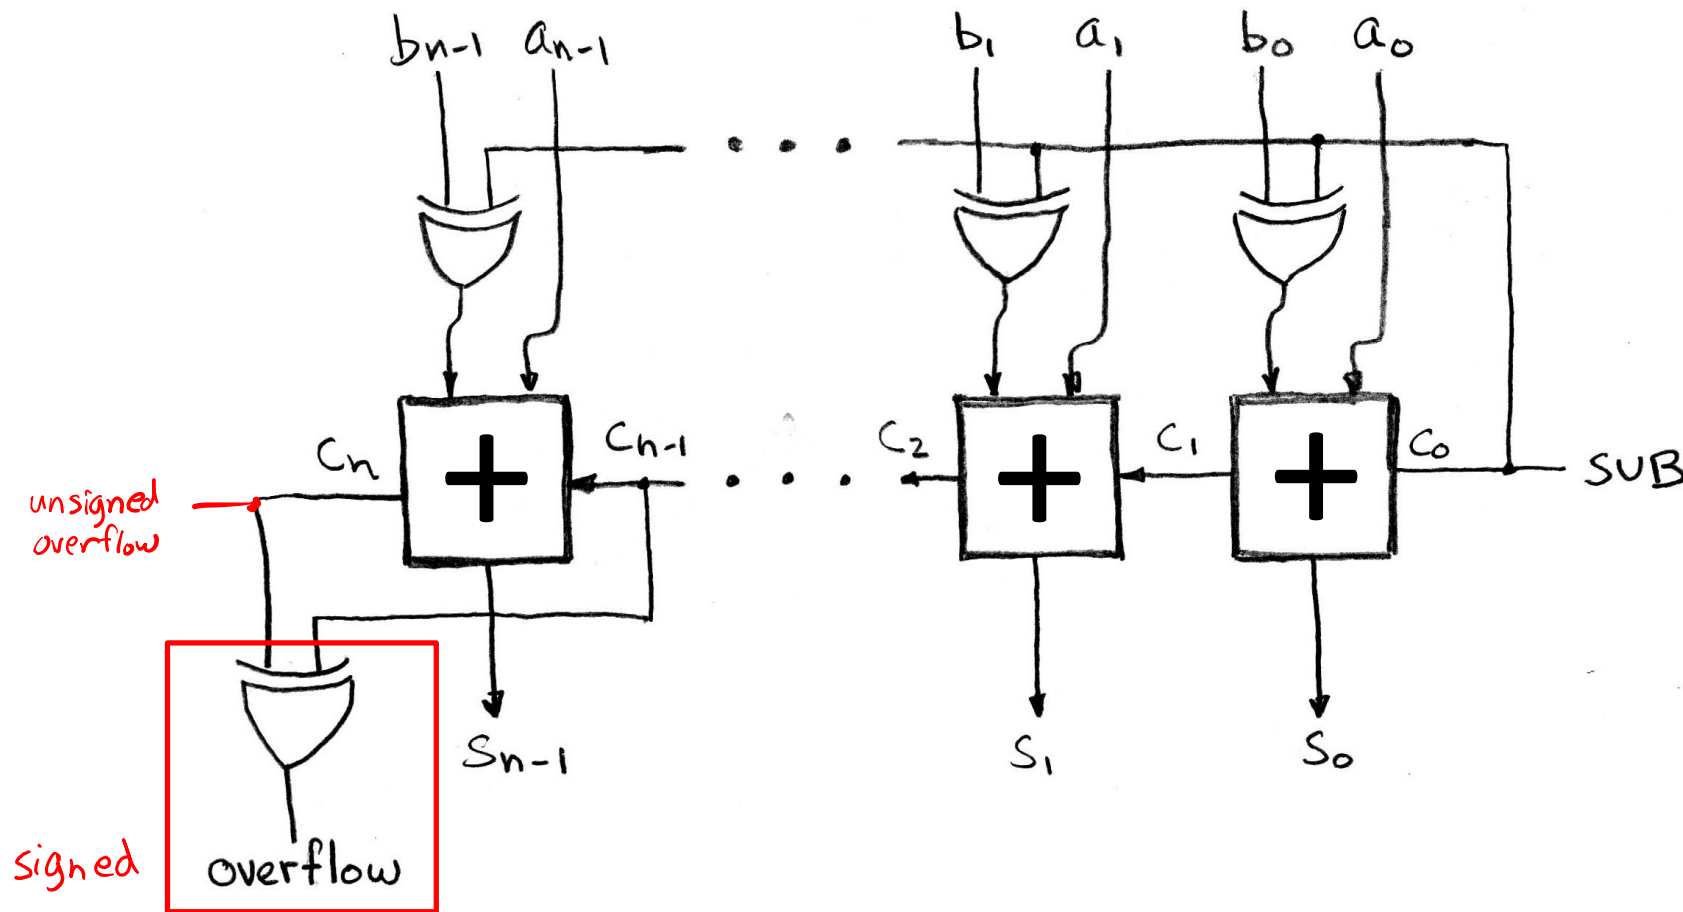 bn-1 an-1 b1 a1 b0 a0
cn cn-1 c2 c1 c0 SUB
+ + +
unsigned
overflow
sn-1 s1 s0
signed overflow